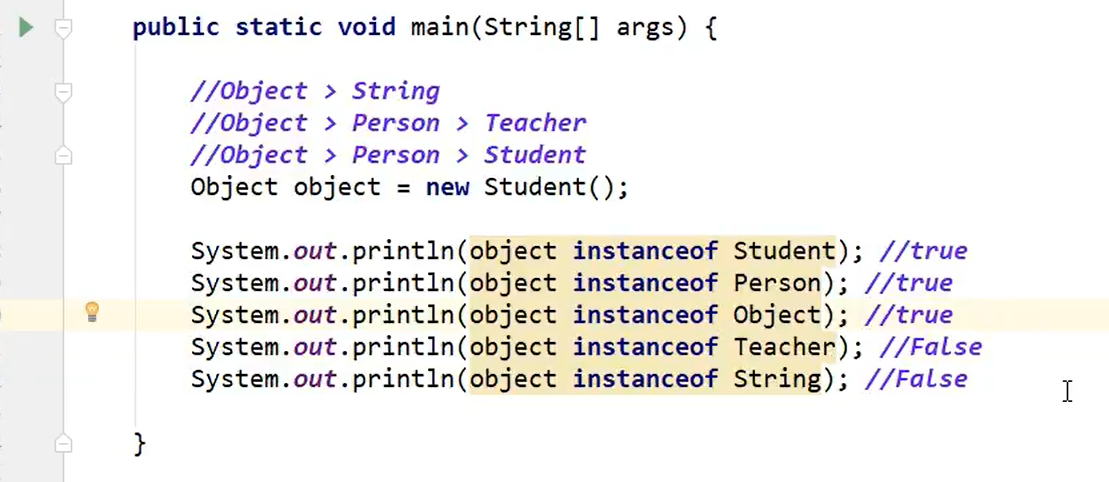 public static void main(String[] args) {
//Object > String
//Object > Person > Teacher
//Object > Person > Student
Object object = new Student();
System.out.println(object instanceof Student); //true
System.out.println(object instanceof Person); //true
System.out.println(object instanceof Object); //true
System.out.println(object instanceof Teacher); //False
System.out.println(object instanceof String); //False
}